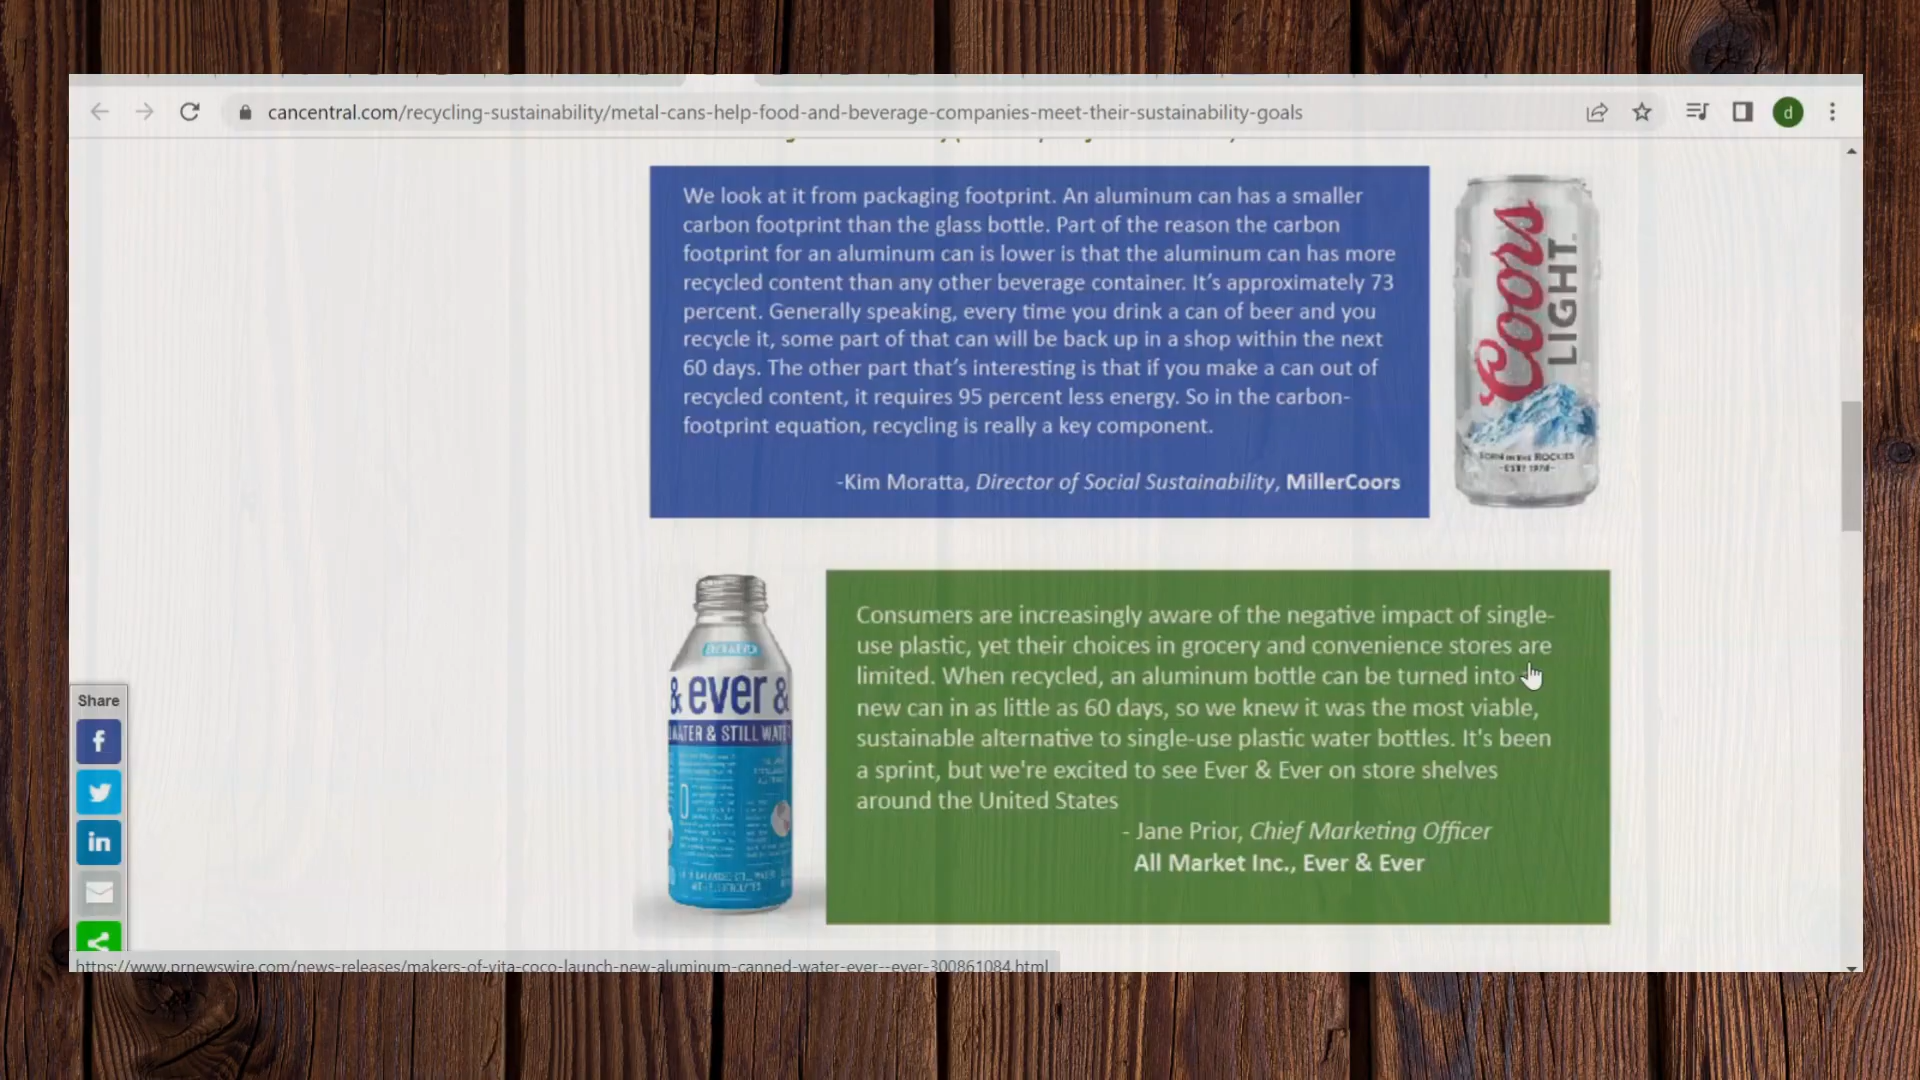 cancentral.com/recycling-sustainability/metal-cans-help-food-and-beverage-companies-meet-their-sustainability-goals
d
We look at it from packaging footprint. An aluminum can has a smaller
carbon footprint than the glass bottle. Part of the reason the carbon
footprint for an aluminum can is lower is that the aluminum can has more
recycled content than any other beverage container. It’s approximately 73
percent. Generally speaking, every time you drink a can of beer and you
recycle it, some part of that can will be back up in a shop within the next
60 days. The other part that’s interesting is that if you make a can out of
recycled content, it requires 95 percent less energy. So in the carbon-
footprint equation, recycling is really a key component.
-Kim Moratta, Director of Social Sustainability, MillerCoors
Coors
LIGHT
BORN IN THE ROCKIES
Consumers are increasingly aware of the negative impact of single-
use plastic, yet their choices in grocery and convenience stores are
limited. When recycled, an aluminum bottle can be turned into
new can in as little as 60 days, so we knew it was the most viable,
sustainable alternative to single-use plastic water bottles. It's been
a sprint, but we're excited to see Ever & Ever on store shelves
around the United States
- Jane Prior, Chief Marketing Officer
All Market Inc., Ever & Ever
& ever &
WATER & STILL WAT
Share
f
in
https://www.prnewswire.com/news-releases/makers-of-vita-coco-launch-new-aluminum-canned-water-ever--ever-300861084.html